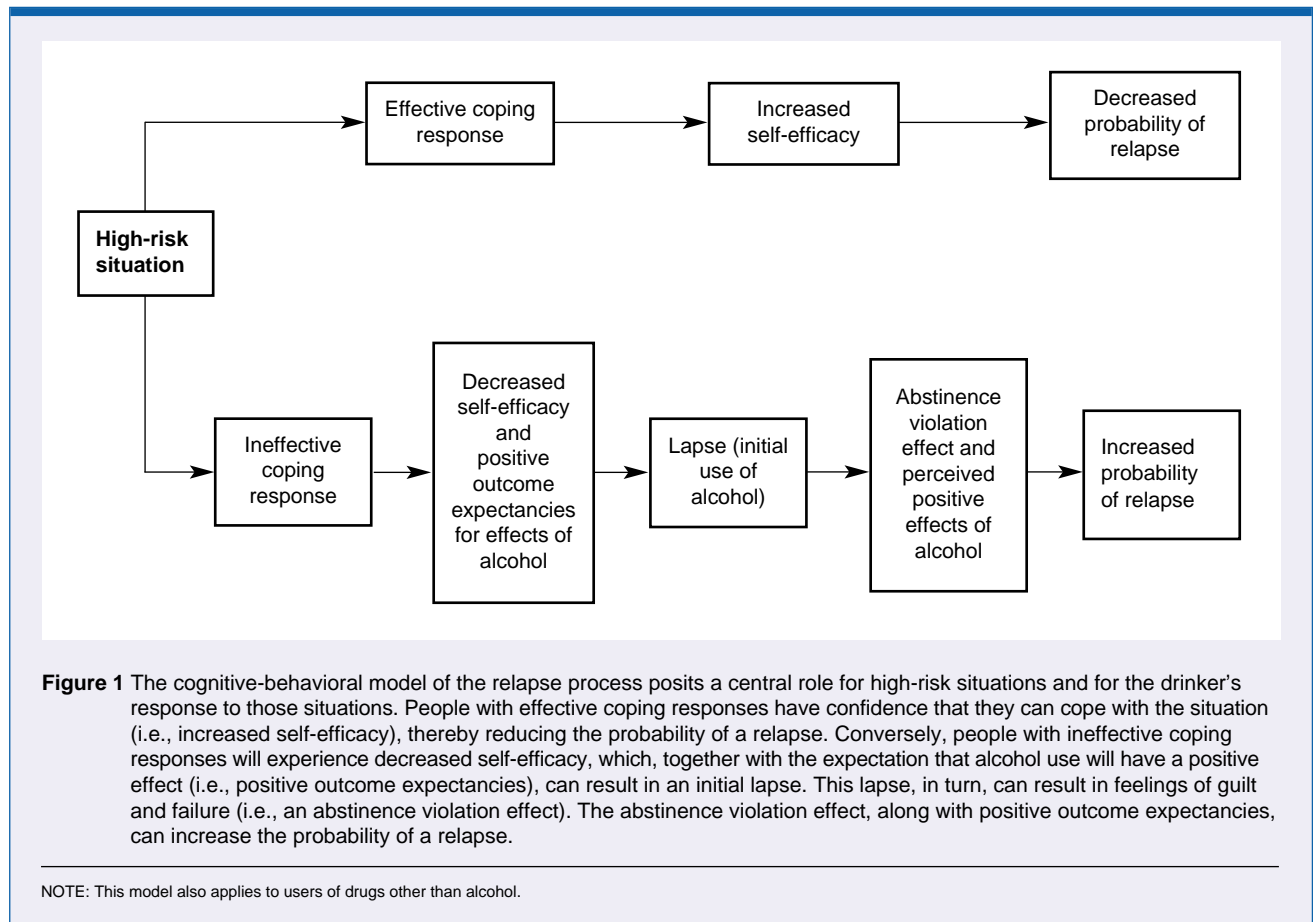 Effective coping
response
Increased
self-efficacy
Decreased
probability of
relapse
High-risk
situation
Ineffective
coping
response
Decreased
self-efficacy
and
positive
outcome
expectancies
for effects of
alcohol
Lapse (initial
use of
alcohol)
Abstinence
violation
effect and
perceived
positive
effects of
alcohol
Increased
probability
of relapse
Figure 1 The cognitive-behavioral model of the relapse process posits a central role for high-risk situations and for the drinker's
response to those situations. People with effective coping responses have confidence that they can cope with the situation
(i.e., increased self-efficacy), thereby reducing the probability of a relapse. Conversely, people with ineffective coping
responses will experience decreased self-efficacy, which, together with the expectation that alcohol use will have a positive
effect (i.e., positive outcome expectancies), can result in an initial lapse. This lapse, in turn, can result in feelings of guilt
and failure (i.e., an abstinence violation effect). The abstinence violation effect, along with positive outcome expectancies,
can increase the probability of a relapse.
NOTE: This model also applies to users of drugs other than alcohol.